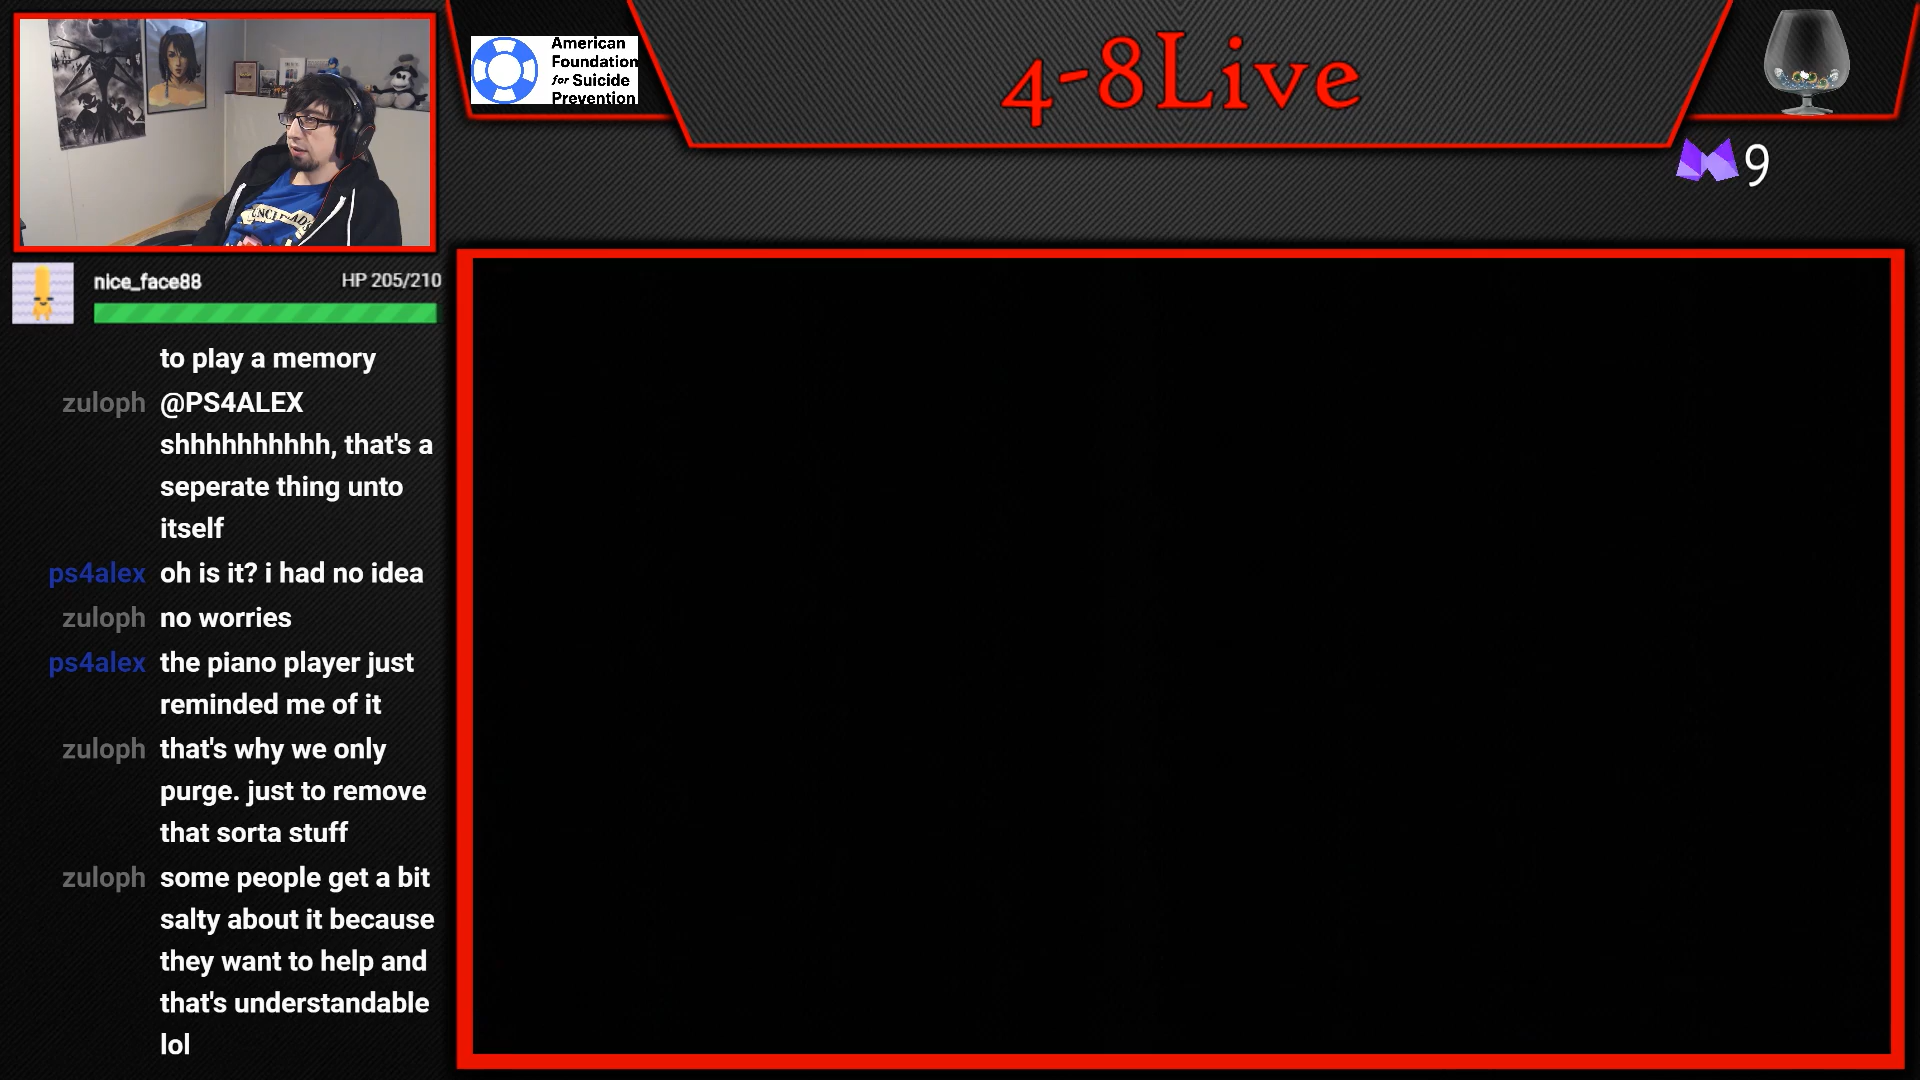 American
Foundation
for Suicide
Prevention
4-8Live
9
nice_face88
HP 205/210
to play a memory
zuloph @PS4ALEX
shhhhhhhhhh, that's a
seperate thing unto
itself
ps4alex oh is it? i had no idea
zuloph no worries
ps4alex the piano player just
reminded me of it
zuloph that's why we only
purge. just to remove
that sorta stuff
zuloph some people get a bit
salty about it because
they want to help and
that's understandable
lol